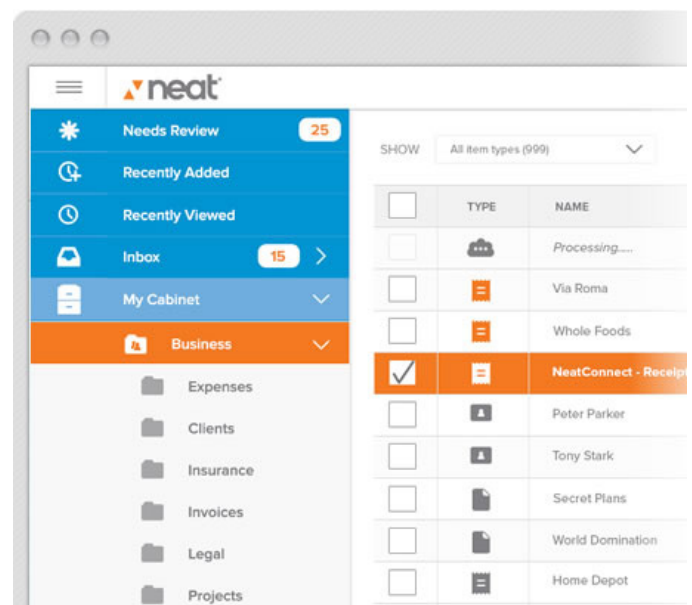 neat
Needs Review 25
Recently Added
Recently Viewed
Inbox 15
My Cabinet
Business
Expenses
Clients
Insurance
Invoices
Legal
Projects
SHOW All item types (999)
TYPE NAME
Processing.....
Via Roma
Whole Foods
NeatConnect - Receipt
Peter Parker
Tony Stark
Secret Plans
World Domination
Home Depot